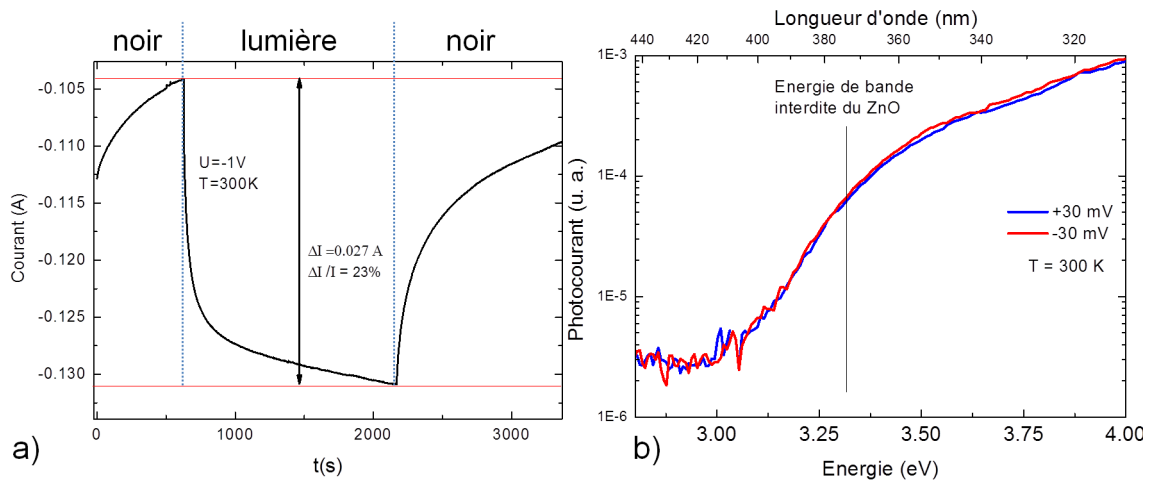 noir
lumière
noir
-0.105
-0.110
-0.115
-0.120
-0.125
-0.130
Courant (A)
U=-1V
T=300K
ΔI =0.027 A
ΔI /I = 23%
0
1000
2000
3000
t(s)
a)
Longueur d'onde (nm)
440
420
400
380
360
340
320
1E-3
1E-4
1E-5
1E-6
Photocourant (u. a.)
Energie de bande
interdite du ZnO
+30 mV
-30 mV
T = 300 K
3.00
3.25
3.50
3.75
4.00
Energie (eV)
b)